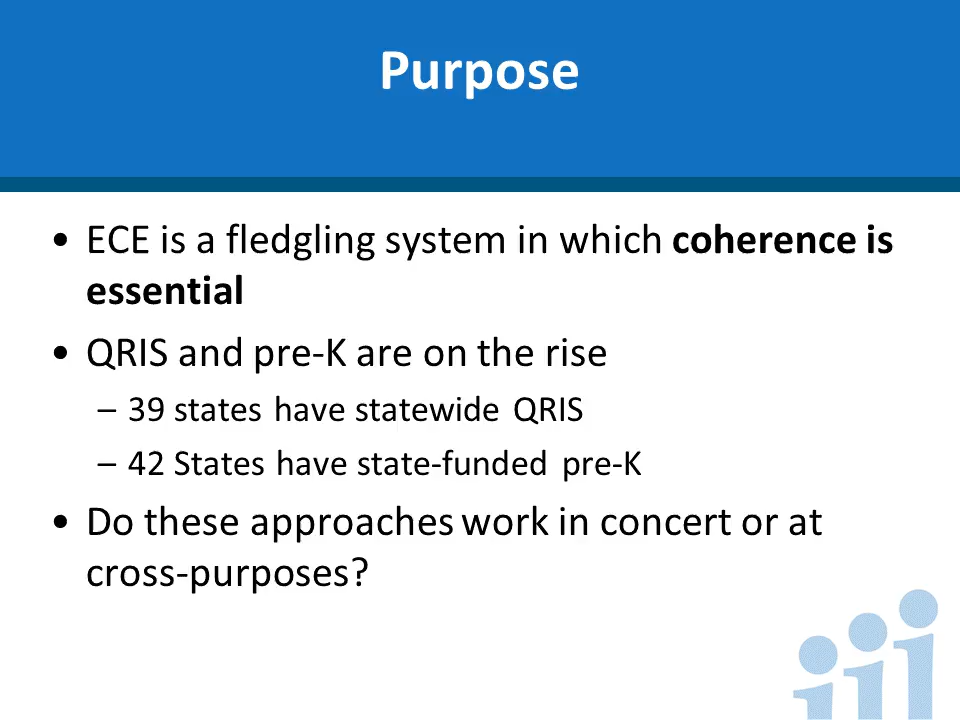 Purpose
• ECE is a fledgling system in which coherence is
essential
• QRIS and pre-K are on the rise
– 39 states have statewide QRIS
– 42 States have state-funded pre-K
• Do these approaches work in concert or at
cross-purposes?